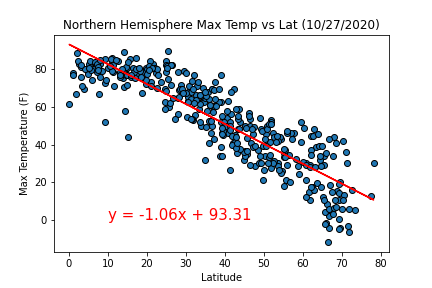 Northern Hemisphere Max Temp vs Lat (10/27/2020)
Max Temperature (F)
80
60
40
20
0
y = -1.06x + 93.31
0 10 20 30 40 50 60 70 80
Latitude